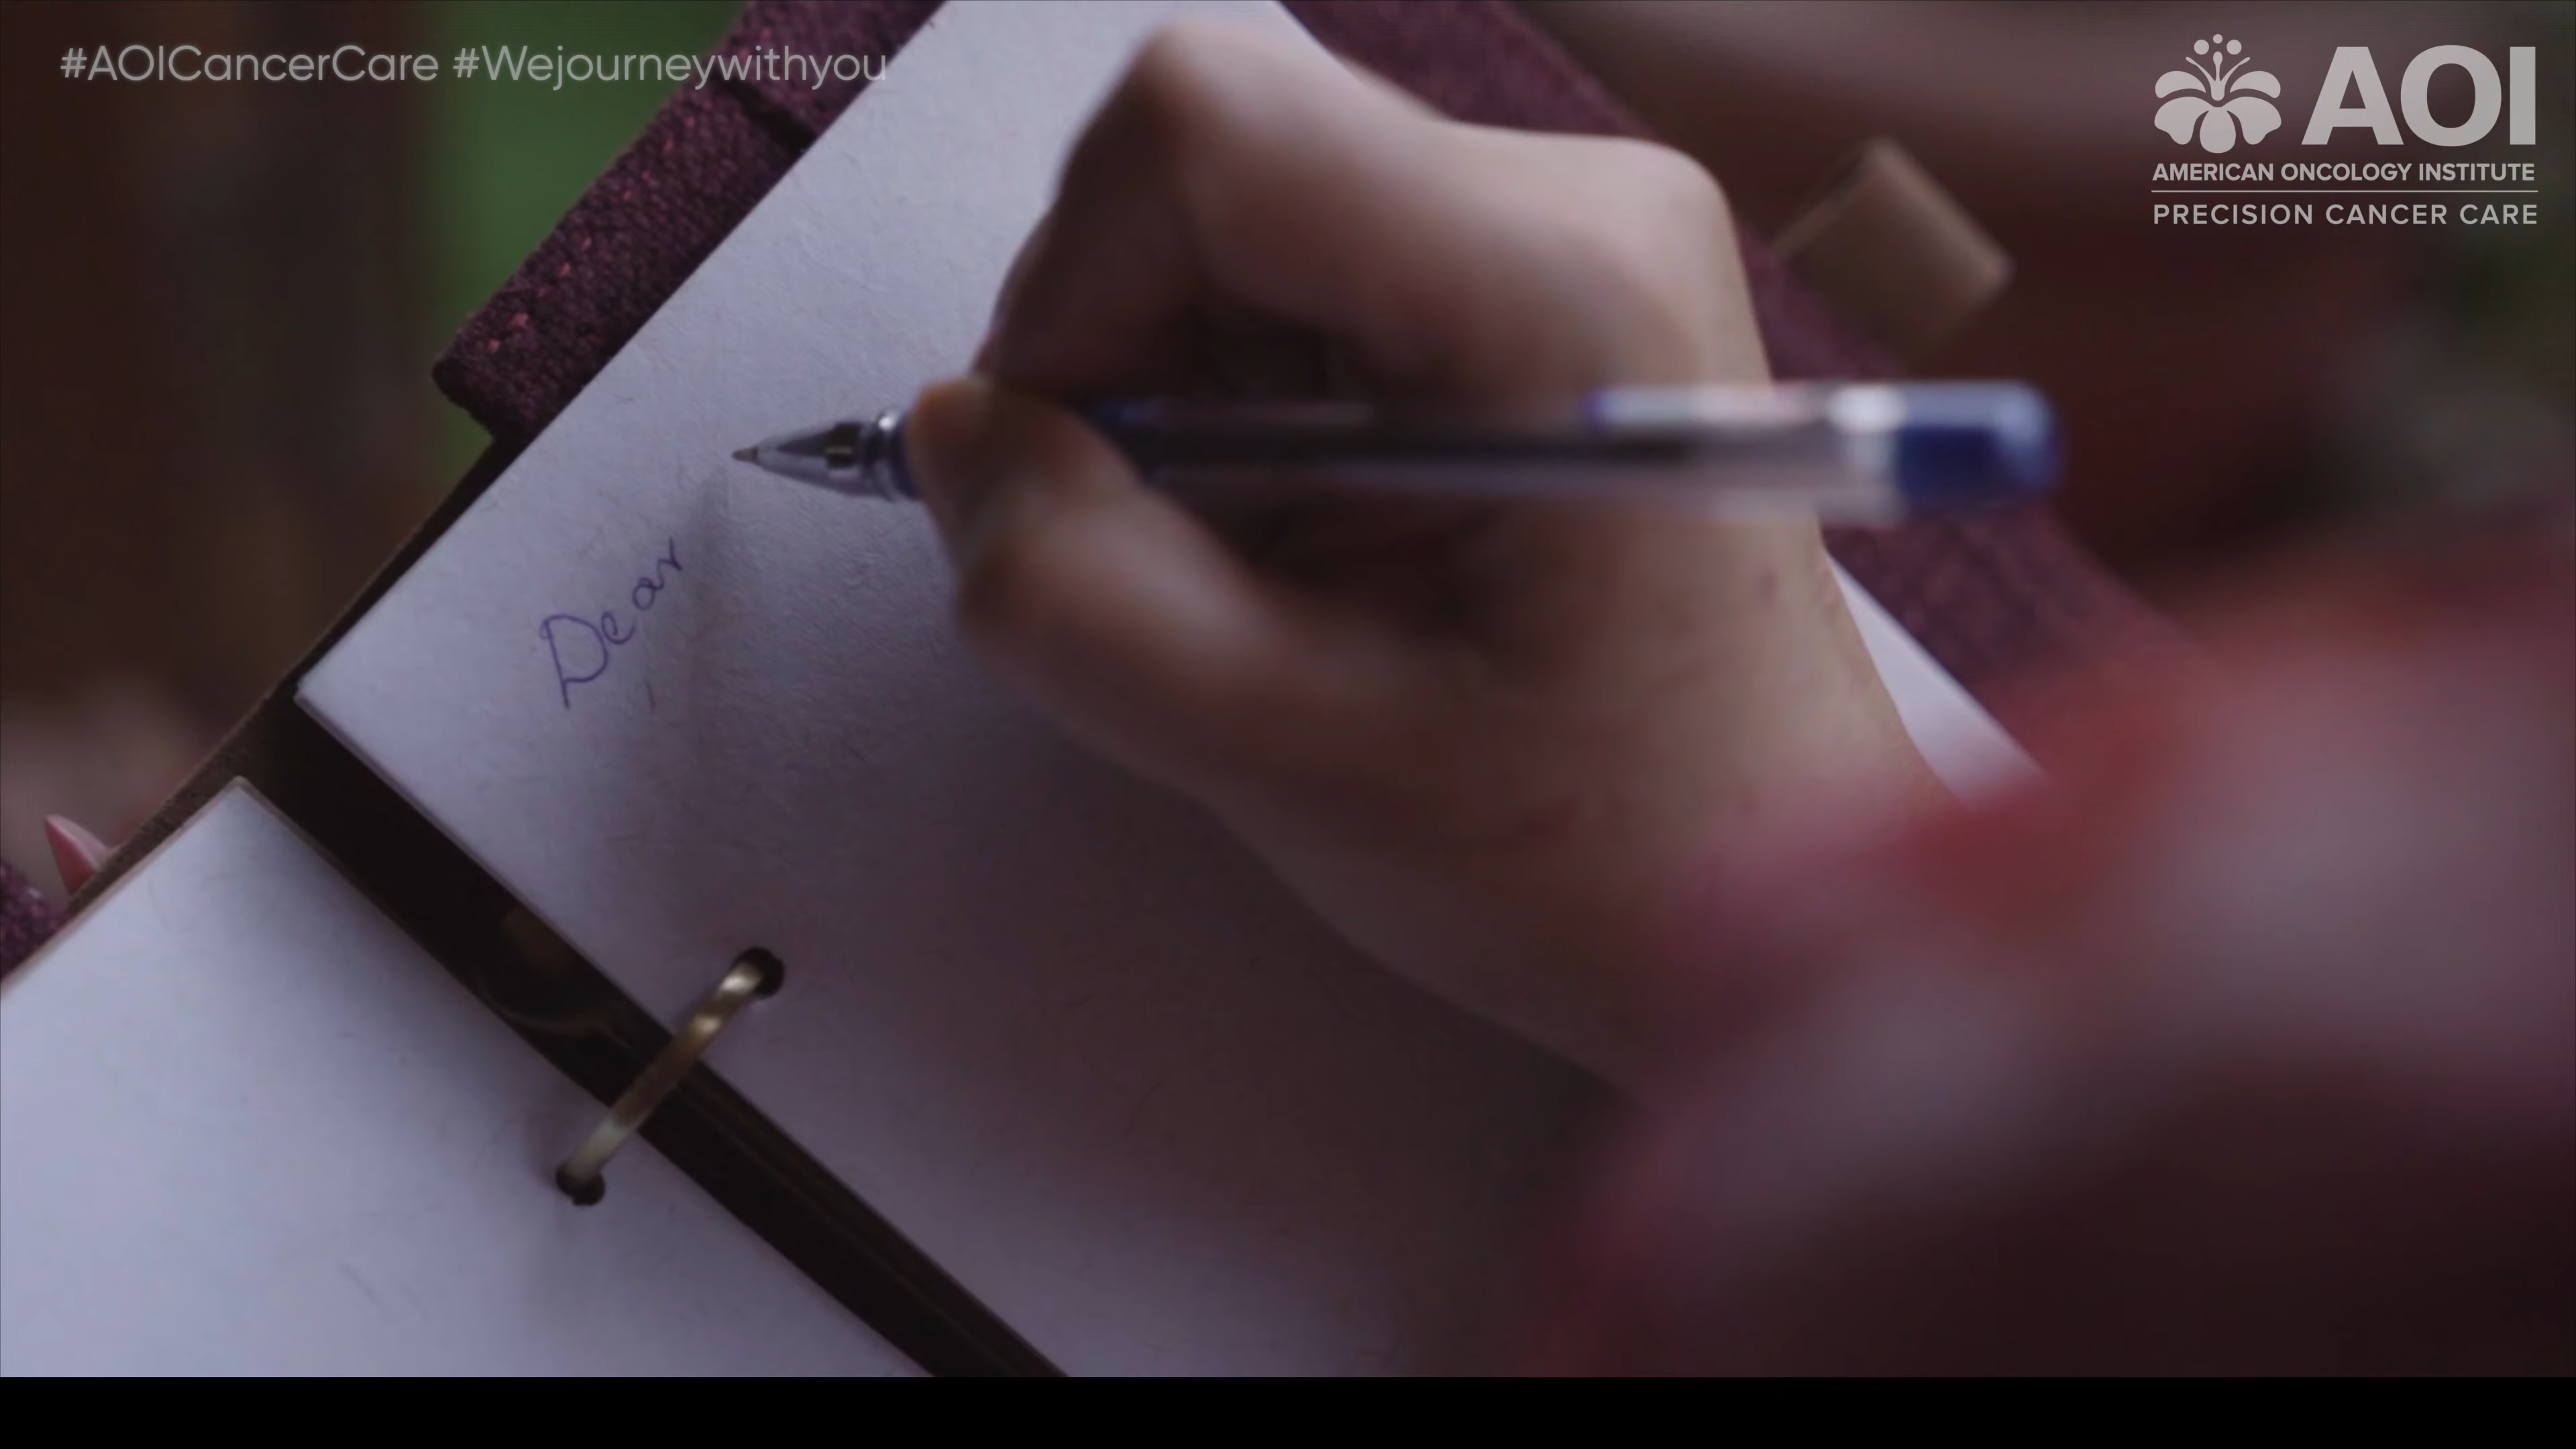 #AOICancerCare #Wejourneywithyou
AOI
AMERICAN ONCOLOGY INSTITUTE
PRECISION CANCER CARE
Dear